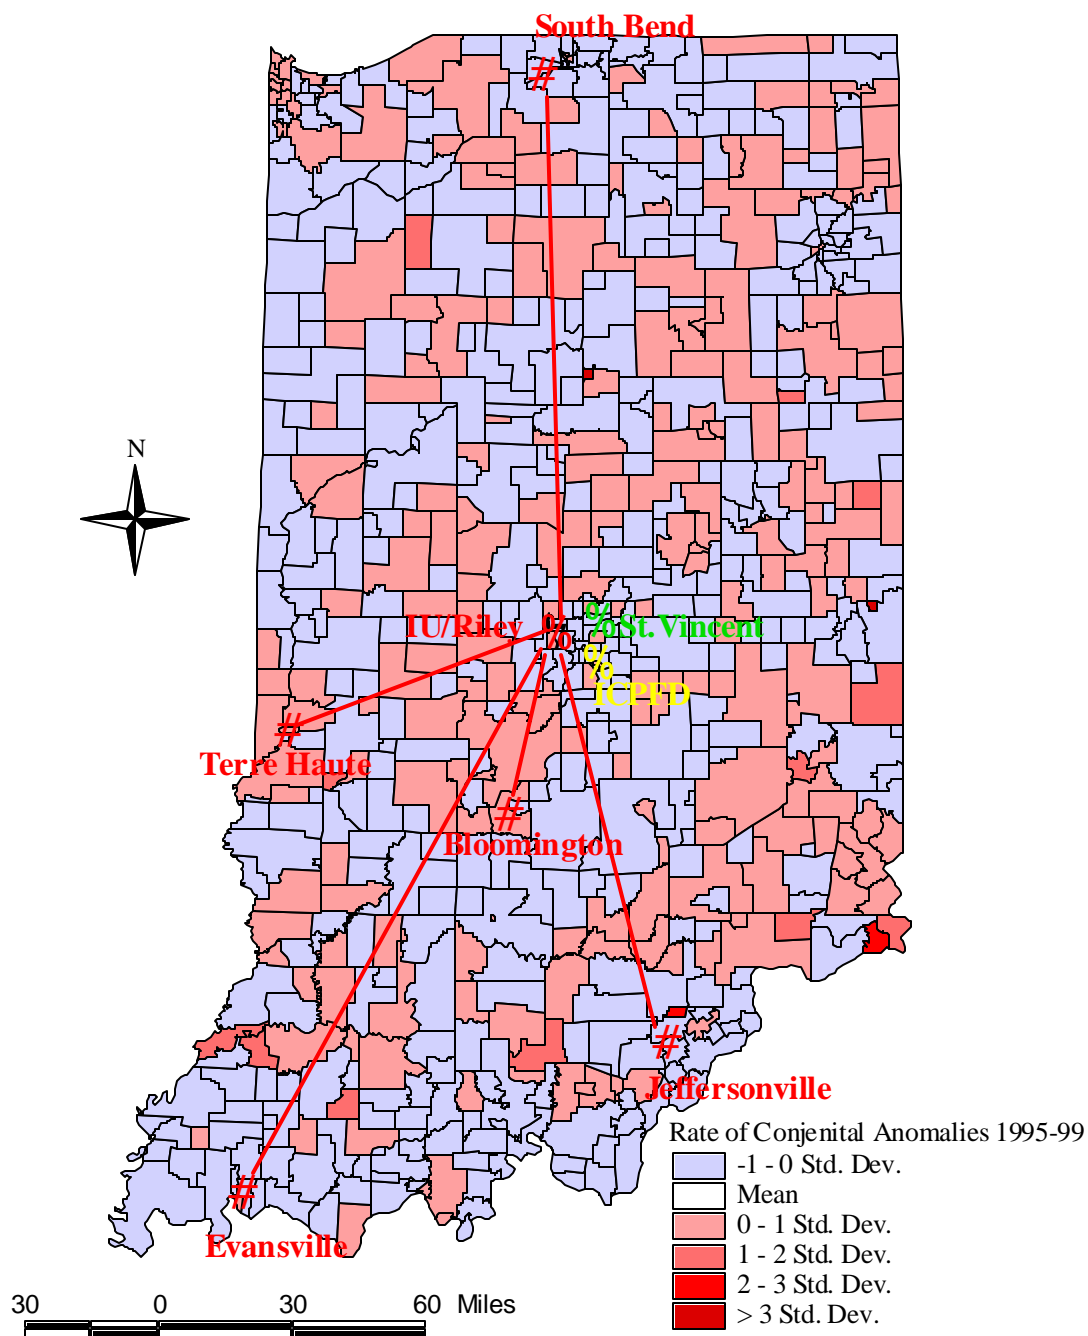 South Bend
#
N
IU/Riley % % St.Vincent
%
ICPFD
#
Terre Haute
#
Bloomington
#
Jeffersonville
Rate of Conjenital Anomalies 1995-99
-1 - 0 Std. Dev.
Mean
0 - 1 Std. Dev.
1 - 2 Std. Dev.
2 - 3 Std. Dev.
> 3 Std. Dev.
#
Evansville
30 0 30 60 Miles